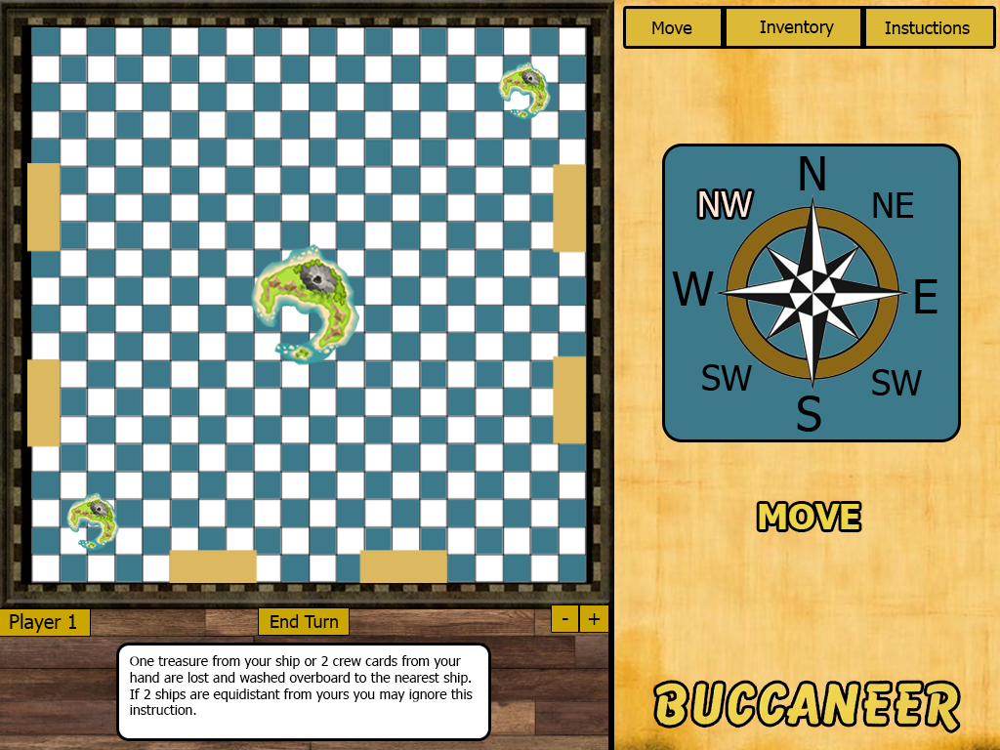 Move
Inventory
Instuctions
N
NW
NE
W
E
SW
SW
S
MOVE
Player 1
End Turn
- +
One treasure from your ship or 2 crew cards from your
hand are lost and washed overboard to the nearest ship.
If 2 ships are equidistant from yours you may ignore this
instruction.
BUCCANEER